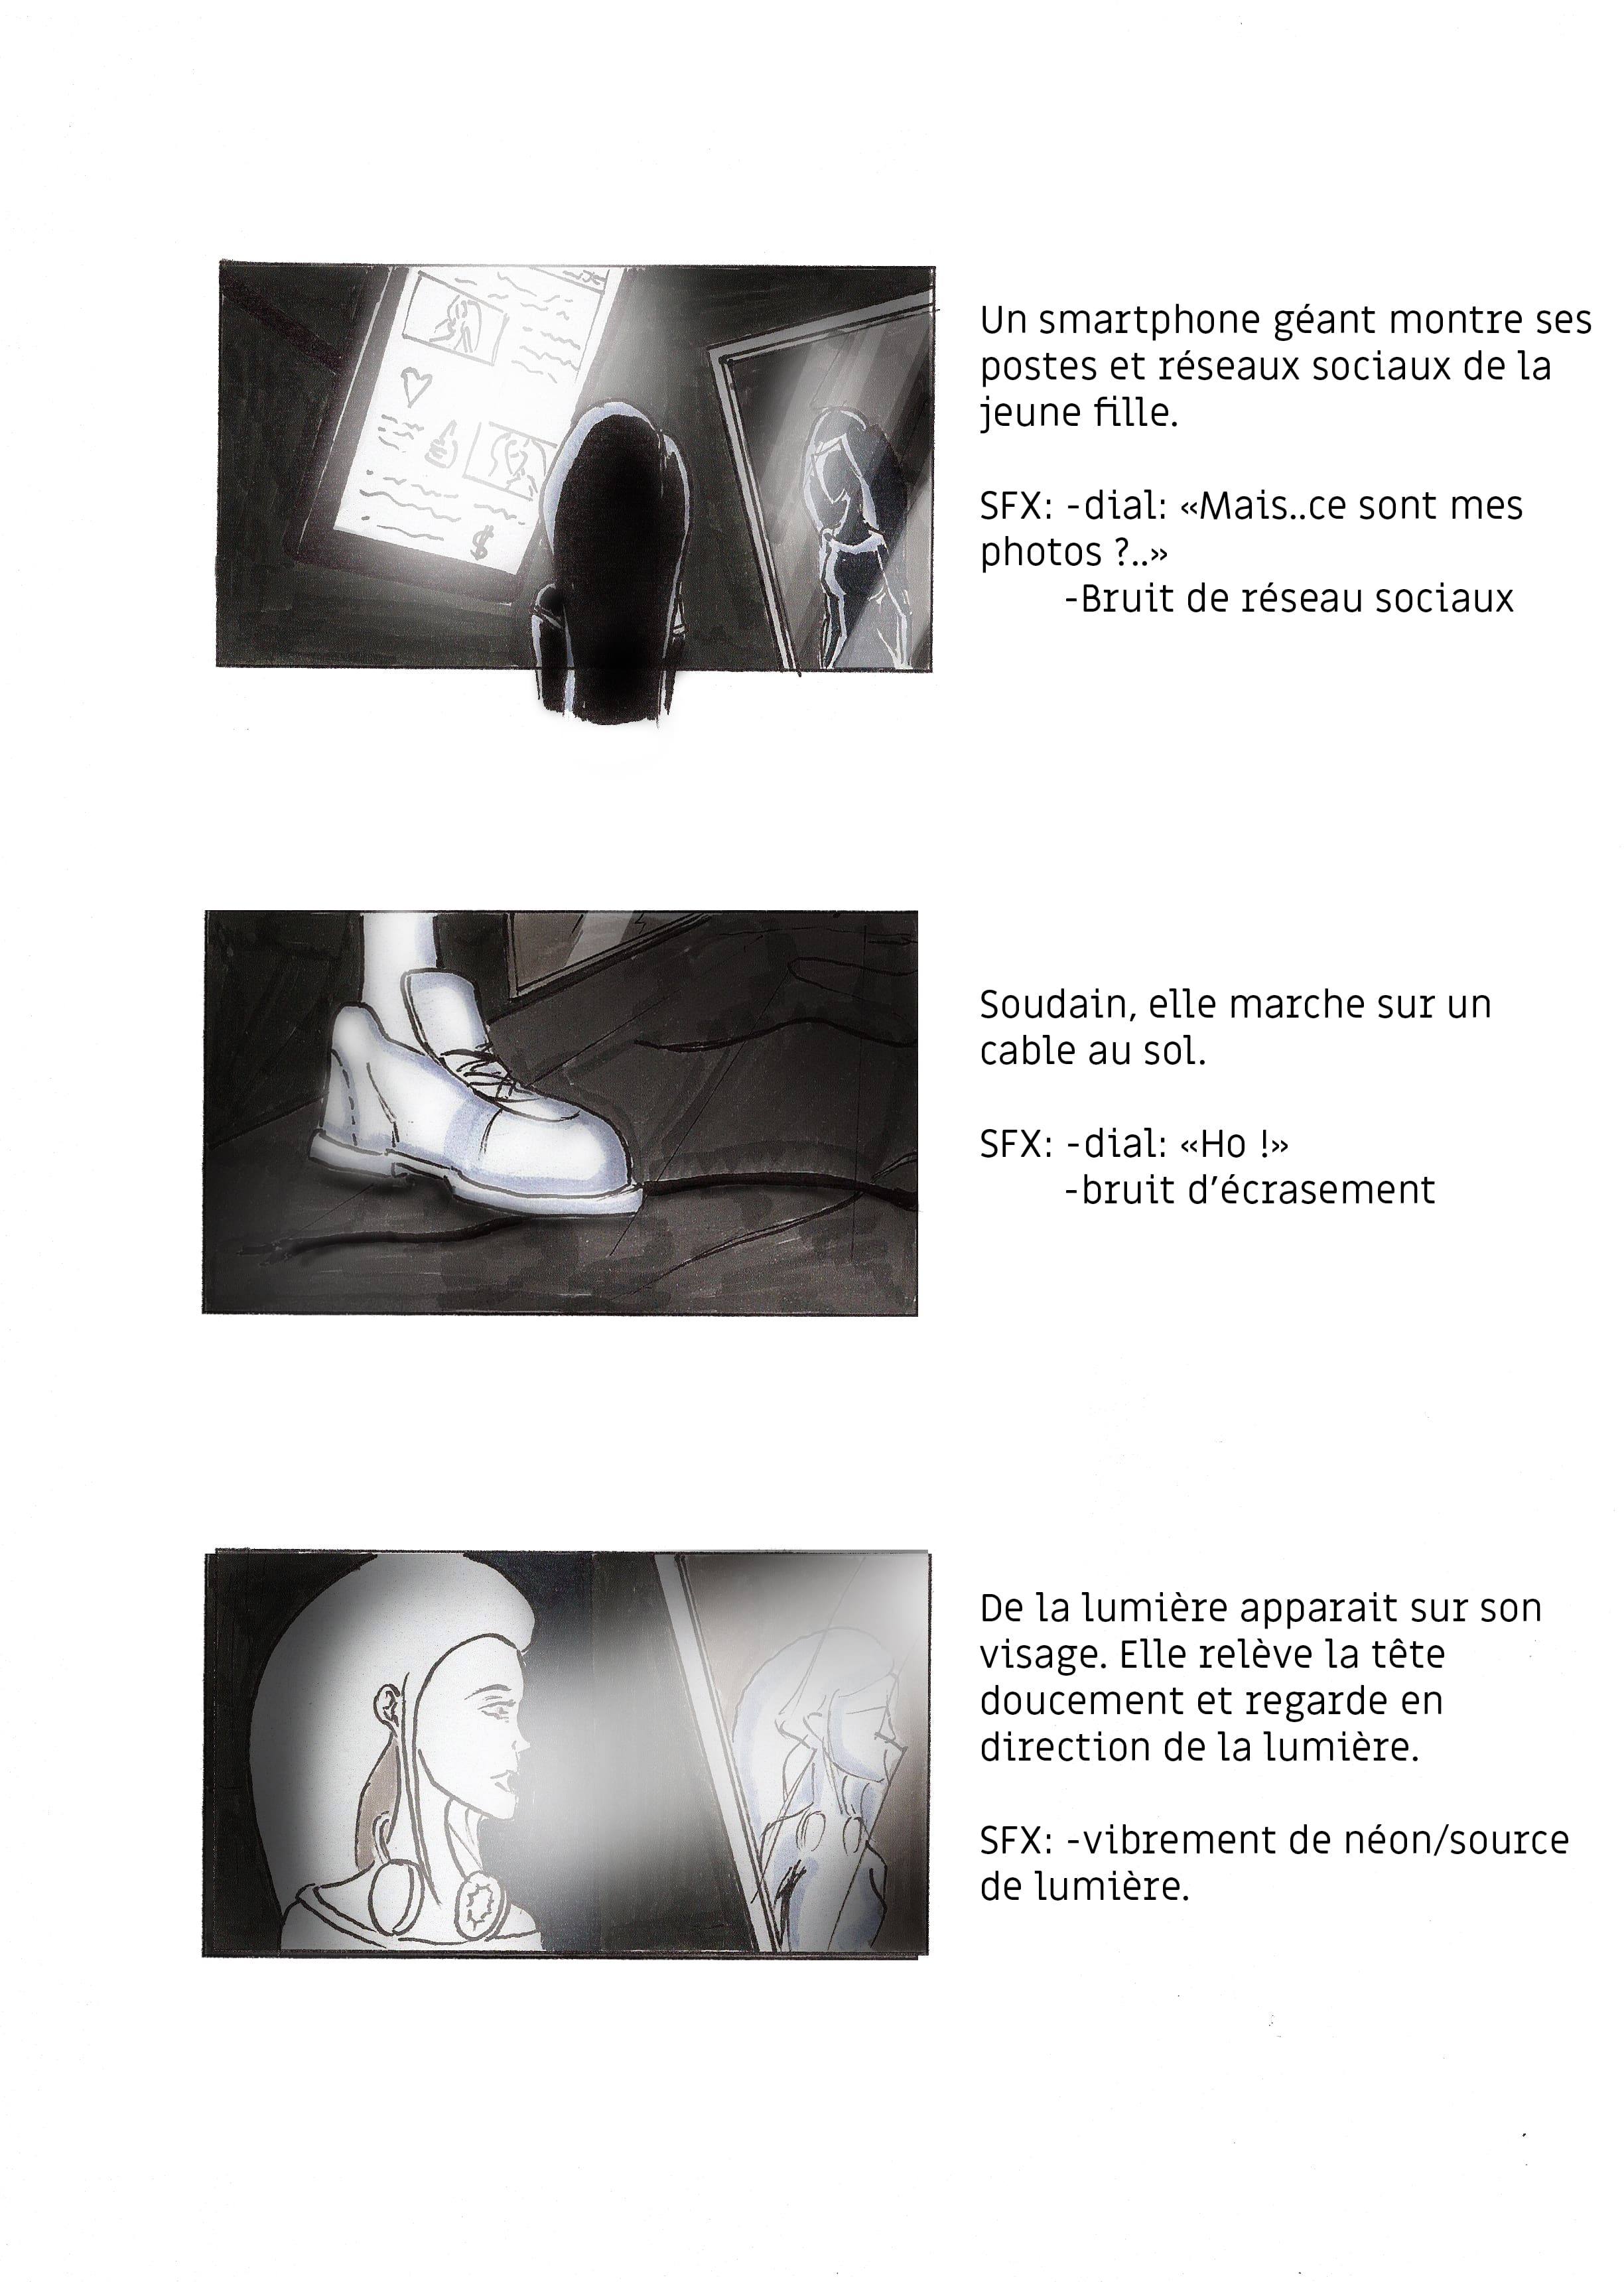 Un smartphone géant montre ses
postes et réseaux sociaux de la
jeune fille.
SFX: -dial: «Mais..ce sont mes
photos ?..»
-Bruit de réseau sociaux
$
Soudain, elle marche sur un
cable au sol.
SFX: -dial: «Ho !»
-bruit d'écrasement
De la lumière apparait sur son
visage. Elle relève la tête
doucement et regarde en
direction de la lumière.
SFX: -vibrement de néon/source
de lumière.